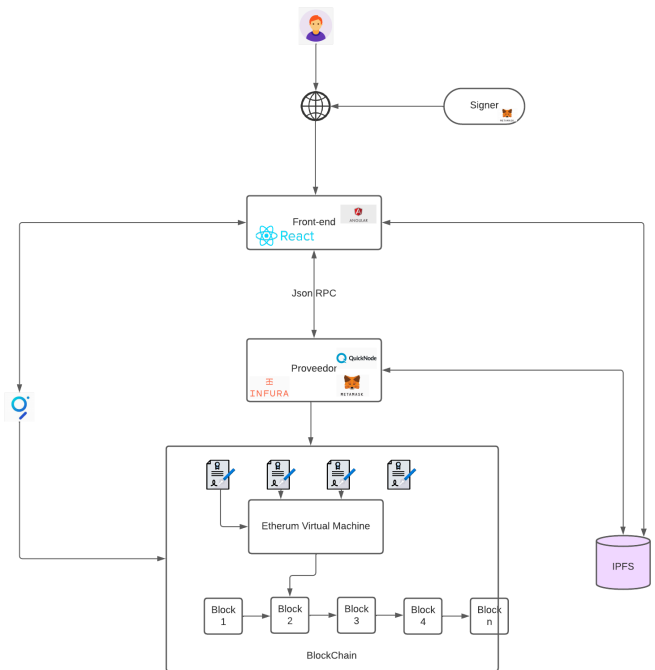 Signer
METAMASK
Front-end
ANGULAR
React
Json RPC
QuickNode
Proveedor
INFURA
METAMASK
Etherum Virtual Machine
Block
1
Block
2
Block
3
Block
4
Block
n
BlockChain
IPFS